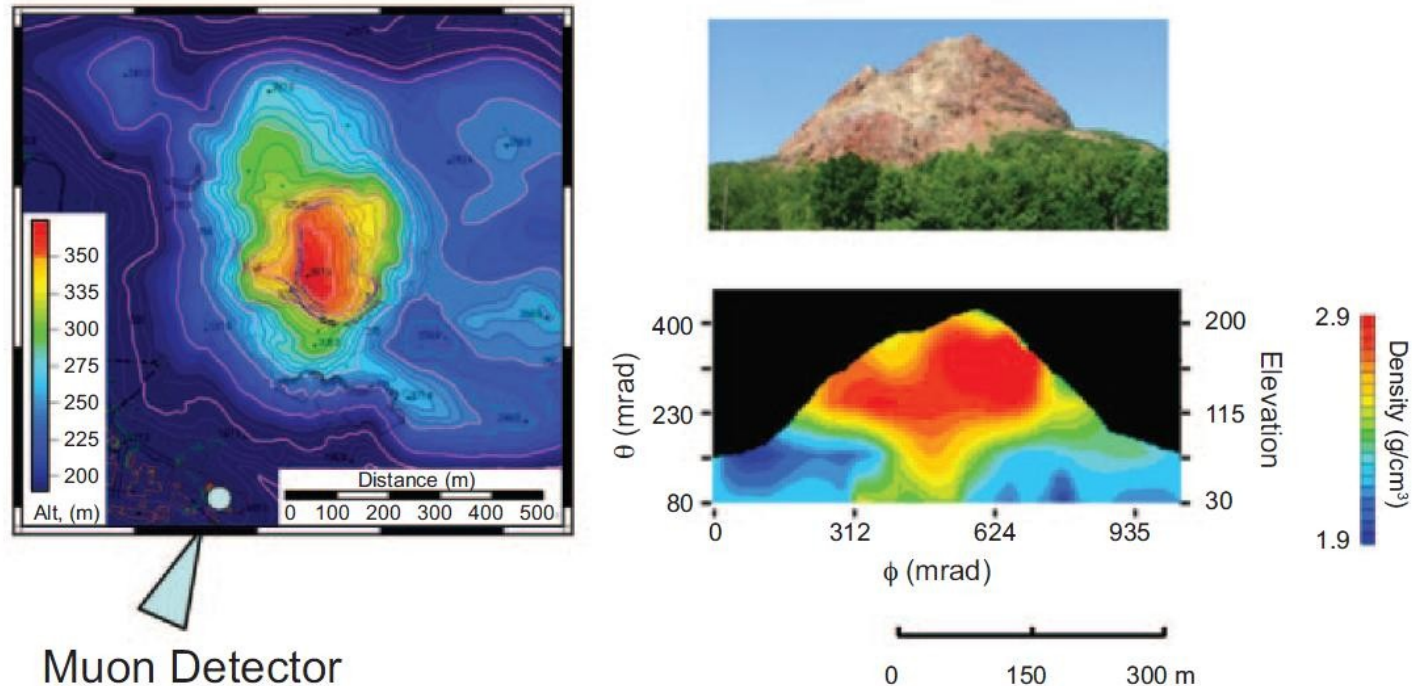 350
335
300
275
250
225
200
Alt, (m)
Distance (m)
0 100 200 300 400 500
Muon Detector
400
230
80
θ (mrad)
0 312 624 935
ϕ (mrad)
200
115
30
Elevation
2.9
1.9
Density (g/cm³)
0 150 300 m